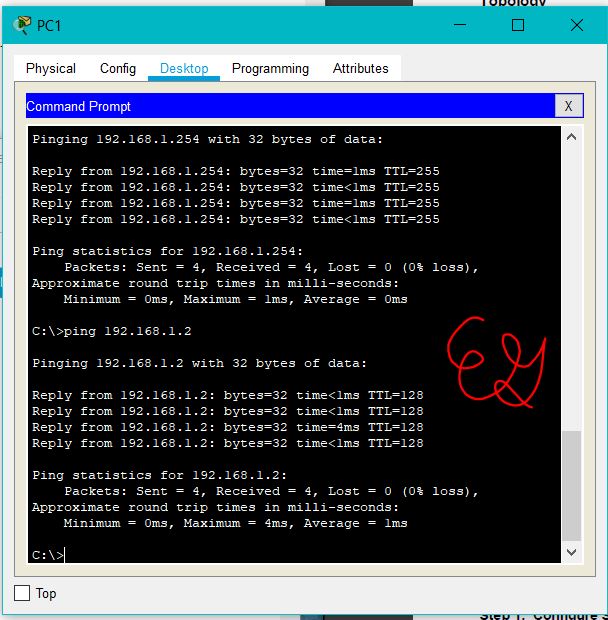 Topology
PC1
Physical Config Desktop Programming Attributes
Command Prompt X
Pinging 192.168.1.254 with 32 bytes of data:
Reply from 192.168.1.254: bytes=32 time=1ms TTL=255
Reply from 192.168.1.254: bytes=32 time<1ms TTL=255
Reply from 192.168.1.254: bytes=32 time=1ms TTL=255
Reply from 192.168.1.254: bytes=32 time<1ms TTL=255
Ping statistics for 192.168.1.254:
Packets: Sent = 4, Received = 4, Lost = 0 (0% loss),
Approximate round trip times in milli-seconds:
Minimum = 0ms, Maximum = 1ms, Average = 0ms
C:\>ping 192.168.1.2
Pinging 192.168.1.2 with 32 bytes of data:
Reply from 192.168.1.2: bytes=32 time<1ms TTL=128
Reply from 192.168.1.2: bytes=32 time<1ms TTL=128
Reply from 192.168.1.2: bytes=32 time=4ms TTL=128
Reply from 192.168.1.2: bytes=32 time<1ms TTL=128
Ping statistics for 192.168.1.2:
Packets: Sent = 4, Received = 4, Lost = 0 (0% loss),
Approximate round trip times in milli-seconds:
Minimum = 0ms, Maximum = 4ms, Average = 1ms
C:\>
Top
Step 1: Configure S